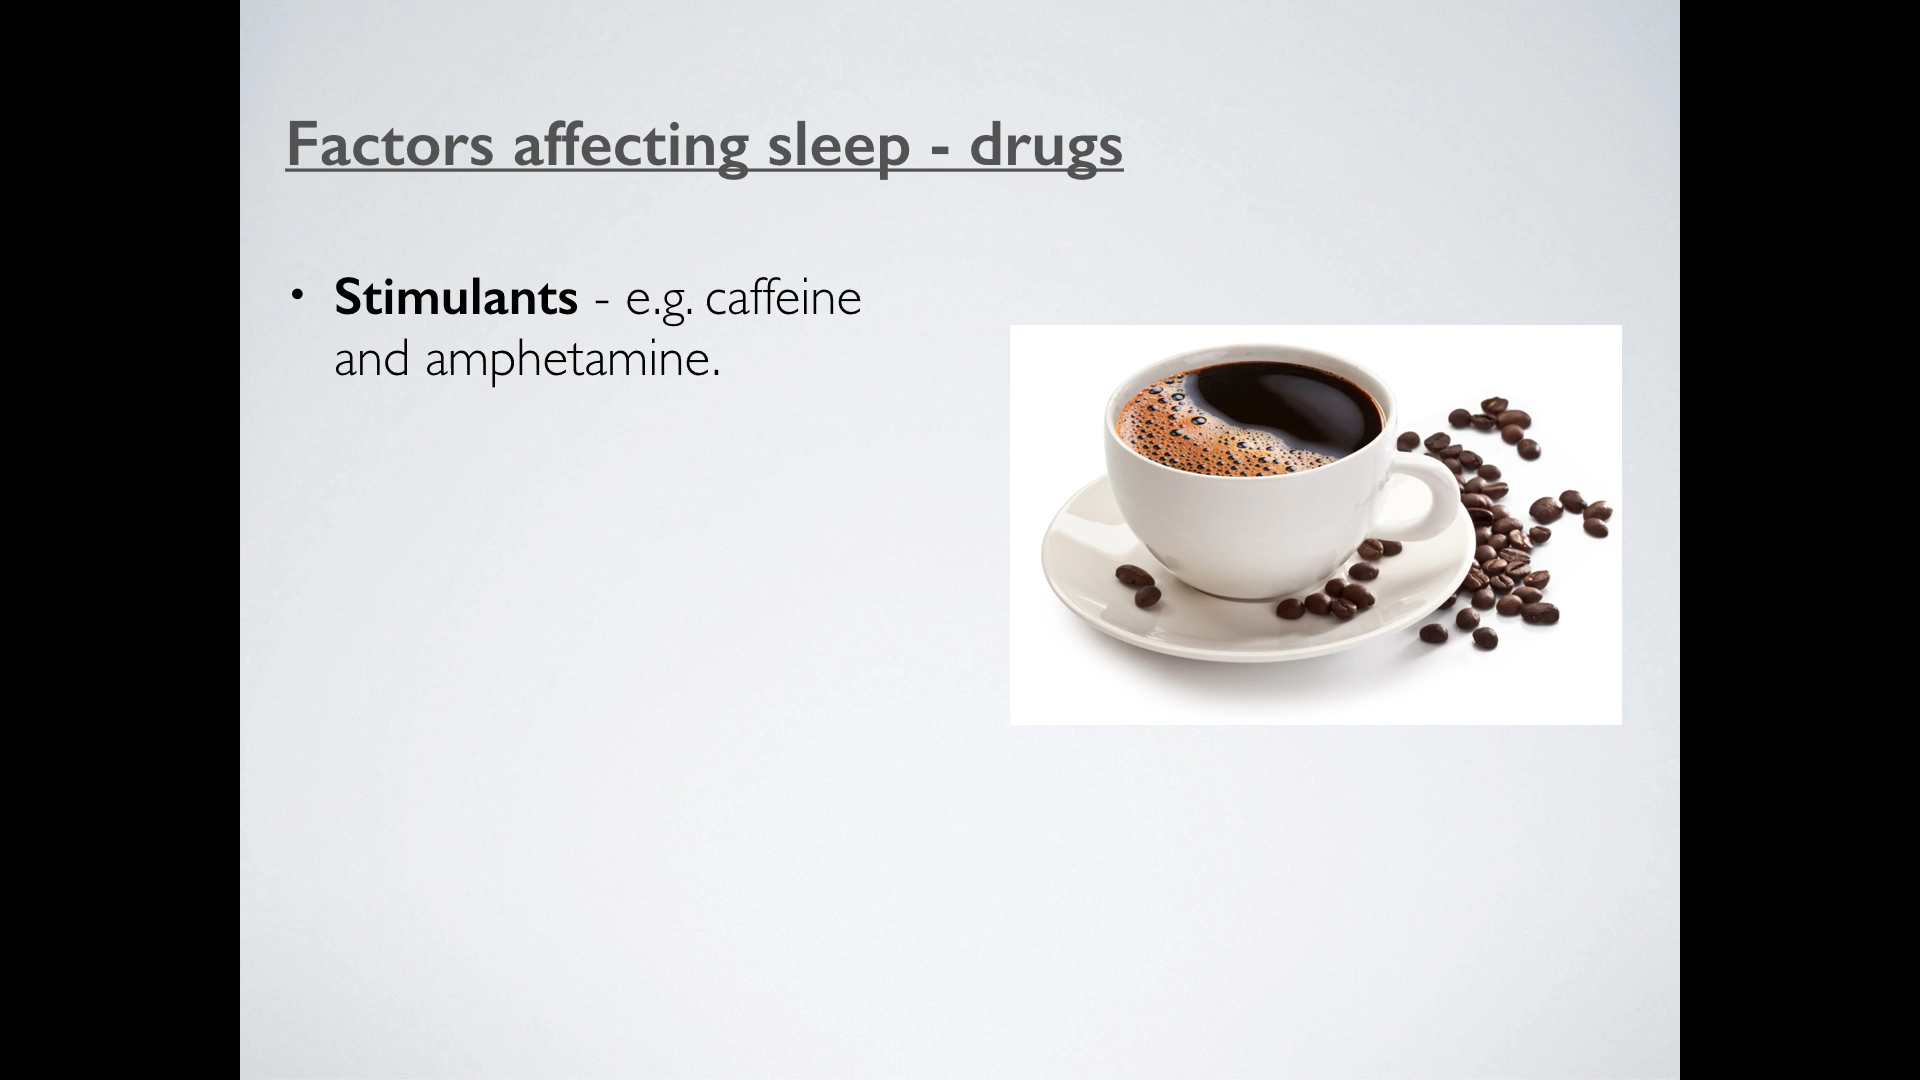 Factors affecting sleep - drugs
• Stimulants - e.g. caffeine
and amphetamine.